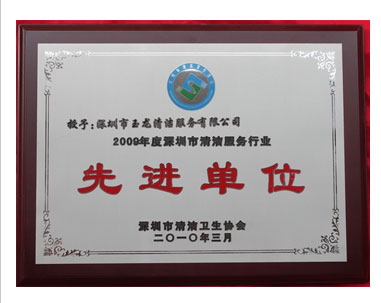 授予：深圳市玉龙清洁服务有限公司
2009年度深圳市清洁服务行业
先进单位
深圳市清洁卫生协会
二〇一〇年三月